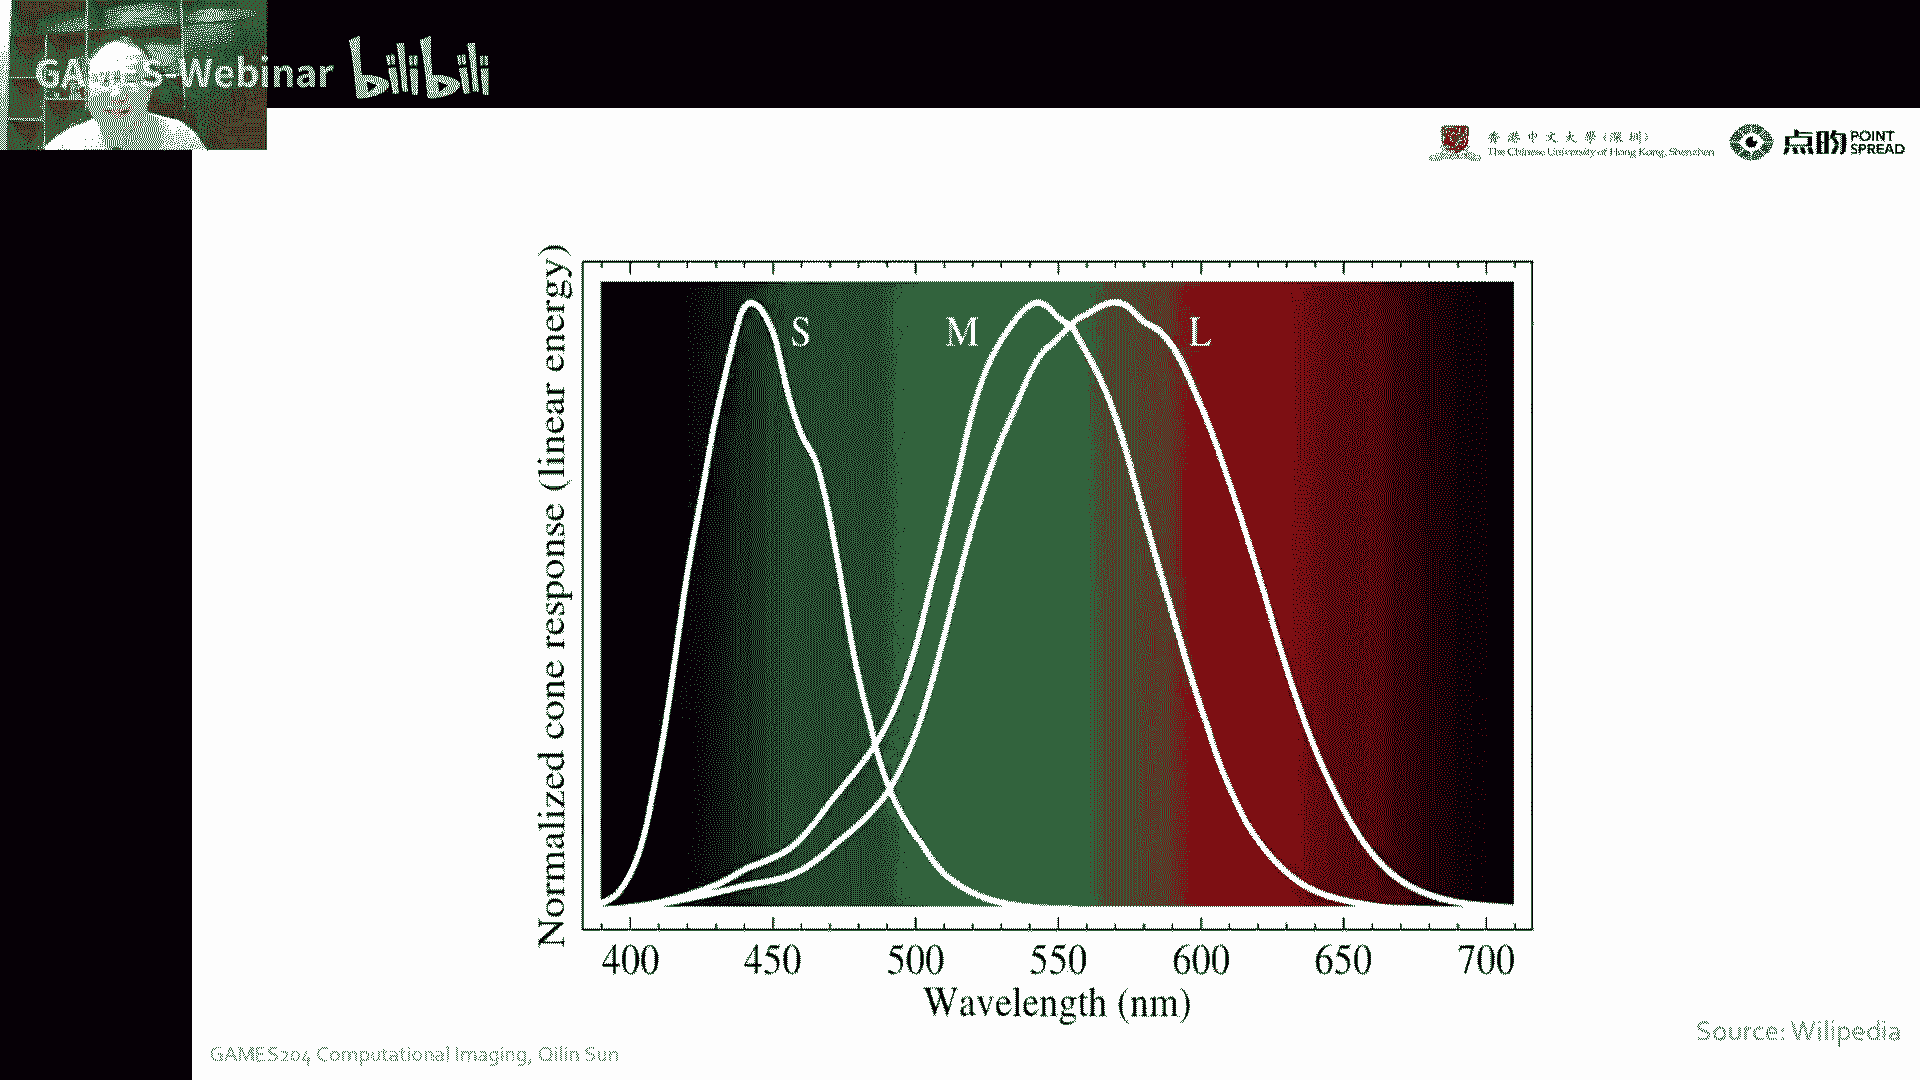 GAMES-Webinar bilibili
香港中文大學(深圳)
The Chinese University of Hong Kong, Shenzhen
点昀 POINT SPREAD
Normalized cone response (linear energy)
S M L
400 450 500 550 600 650 700
Wavelength (nm)
Source: Wilipedia
GAMES204 Computational Imaging, Qilin Sun